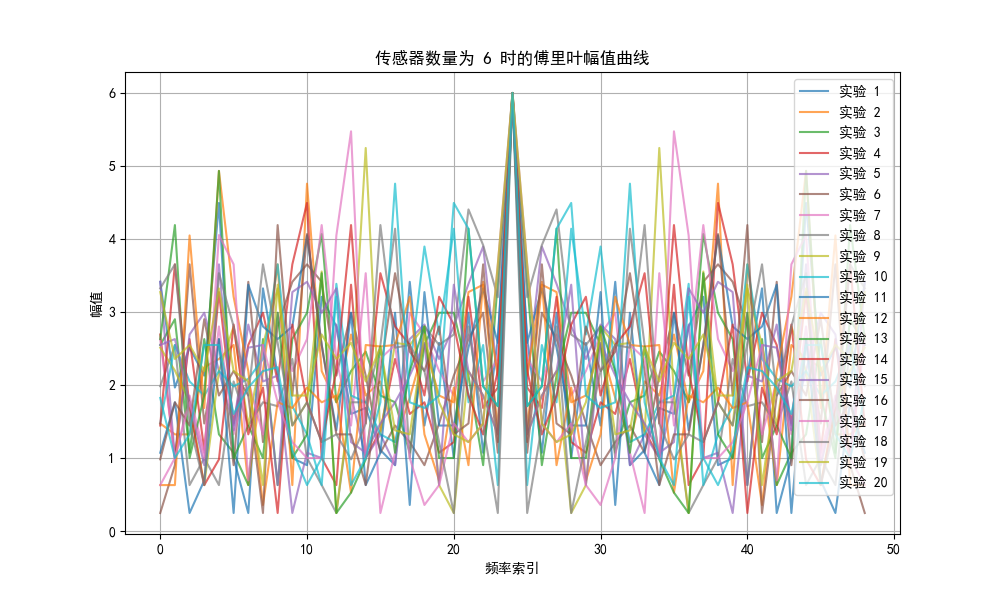 传感器数量为 6 时的傅里叶幅值曲线
幅值
6
5
4
3
2
1
0
0
10
20
30
40
50
频率索引
实验 1
实验 2
实验 3
实验 4
实验 5
实验 6
实验 7
实验 8
实验 9
实验 10
实验 11
实验 12
实验 13
实验 14
实验 15
实验 16
实验 17
实验 18
实验 19
实验 20